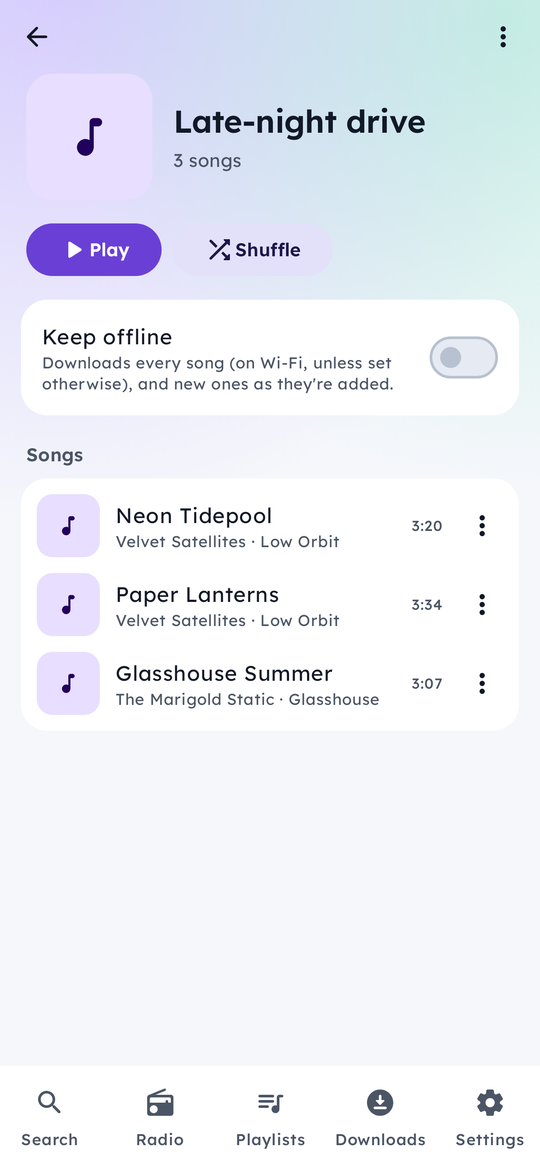 Late-night drive
3 songs
Play
Shuffle
Keep offline
Downloads every song (on Wi-Fi, unless set
otherwise), and new ones as they're added.
Songs
Neon Tidepool
Velvet Satellites · Low Orbit
3:20
Paper Lanterns
Velvet Satellites · Low Orbit
3:34
Glasshouse Summer
The Marigold Static · Glasshouse
3:07
Search
Radio
Playlists
Downloads
Settings